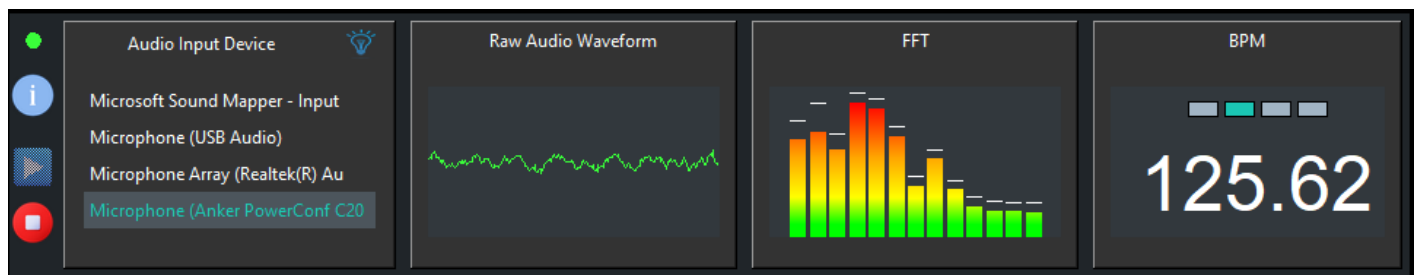 Audio Input Device
i
Microsoft Sound Mapper - Input
Microphone (USB Audio)
Microphone Array (Realtek(R) Au
Microphone (Anker PowerConf C20
Raw Audio Waveform
FFT
BPM
125.62